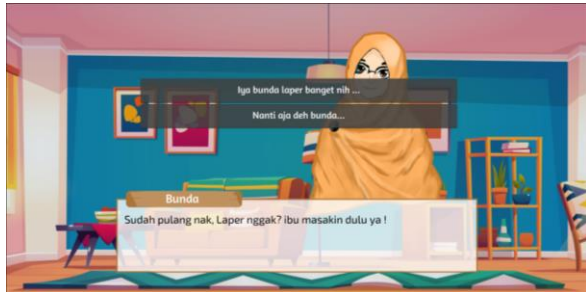 Iya bunda laper banget nih ...
Nanti aja deh bunda...
Bunda
Sudah pulang nak, Laper nggak? ibu masakin dulu ya !